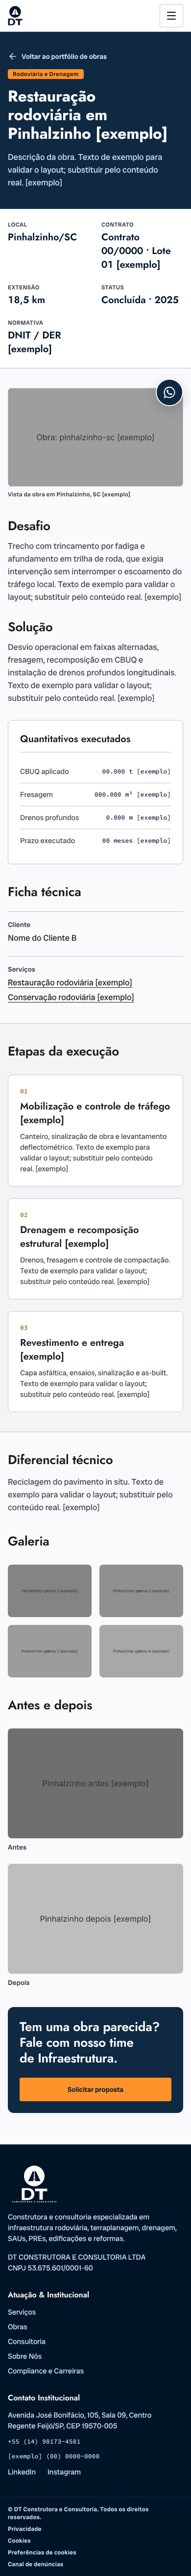 DT
Voltar ao portfólio de obras
Rodoviária e Drenagem
Restauração
rodoviária em
Pinhalzinho [exemplo]
Descrição da obra. Texto de exemplo para
validar o layout; substituir pelo conteúdo
real. [exemplo]
LOCAL
Pinhalzinho/SC
CONTRATO
Contrato
00/0000 · Lote
01 [exemplo]
EXTENSÃO
18,5 km
STATUS
Concluída · 2025
NORMATIVA
DNIT / DER
[exemplo]
Obra: pinhalzinho-sc [exemplo]
Vista da obra em Pinhalzinho, SC [exemplo]
Desafio
Trecho com trincamento por fadiga e
afundamento em trilha de roda, que exigia
intervenção sem interromper o escoamento do
tráfego local. Texto de exemplo para validar o
layout; substituir pelo conteúdo real. [exemplo]
Solução
Desvio operacional em faixas alternadas,
fresagem, recomposição em CBUQ e
instalação de drenos profundos longitudinais.
Texto de exemplo para validar o layout;
substituir pelo conteúdo real. [exemplo]
Quantitativos executados
CBUQ aplicado 00.000 t [exemplo]
Fresagem 000.000 m² [exemplo]
Drenos profundos 0.000 m [exemplo]
Prazo executado 00 meses [exemplo]
Ficha técnica
Cliente
Nome do Cliente B
Serviços
Restauração rodoviária [exemplo]
Conservação rodoviária [exemplo]
Etapas da execução
01
Mobilização e controle de tráfego
[exemplo]
Canteiro, sinalização de obra e levantamento
deflectométrico. Texto de exemplo para
validar o layout; substituir pelo conteúdo
real. [exemplo]
02
Drenagem e recomposição
estrutural [exemplo]
Drenos, fresagem e controle de compactação.
Texto de exemplo para validar o layout;
substituir pelo conteúdo real. [exemplo]
03
Revestimento e entrega
[exemplo]
Capa asfáltica, ensaios, sinalização e as-built.
Texto de exemplo para validar o layout;
substituir pelo conteúdo real. [exemplo]
Diferencial técnico
Reciclagem do pavimento in situ. Texto de
exemplo para validar o layout; substituir pelo
conteúdo real. [exemplo]
Galeria
Pinhalzinho galeria 2 [exemplo]
Pinhalzinho galeria 3 [exemplo]
Pinhalzinho galeria 4 [exemplo]
Antes e depois
Pinhalzinho antes [exemplo]
Antes
Pinhalzinho depois [exemplo]
Depois
Tem uma obra parecida?
Fale com nosso time
de Infraestrutura.
Solicitar proposta
DT
CONSTRUTORA E CONSULTORIA
Construtora e consultoria especializada em
infraestrutura rodoviária, terraplanagem, drenagem,
SAUs, PREs, edificações e reformas.
DT CONSTRUTORA E CONSULTORIA LTDA
CNPJ 53.675.601/0001-60
Atuação & Institucional
Serviços
Obras
Consultoria
Sobre Nós
Compliance e Carreiras
Contato Institucional
Avenida José Bonifácio, 105, Sala 09, Centro
Regente Feijó/SP, CEP 19570-005
+55 (14) 98173-4581
[exemplo] (00) 0000-0000
LinkedIn Instagram
© DT Construtora e Consultoria. Todos os direitos
reservados.
Privacidade
Cookies
Preferências de cookies
Canal de denúncias